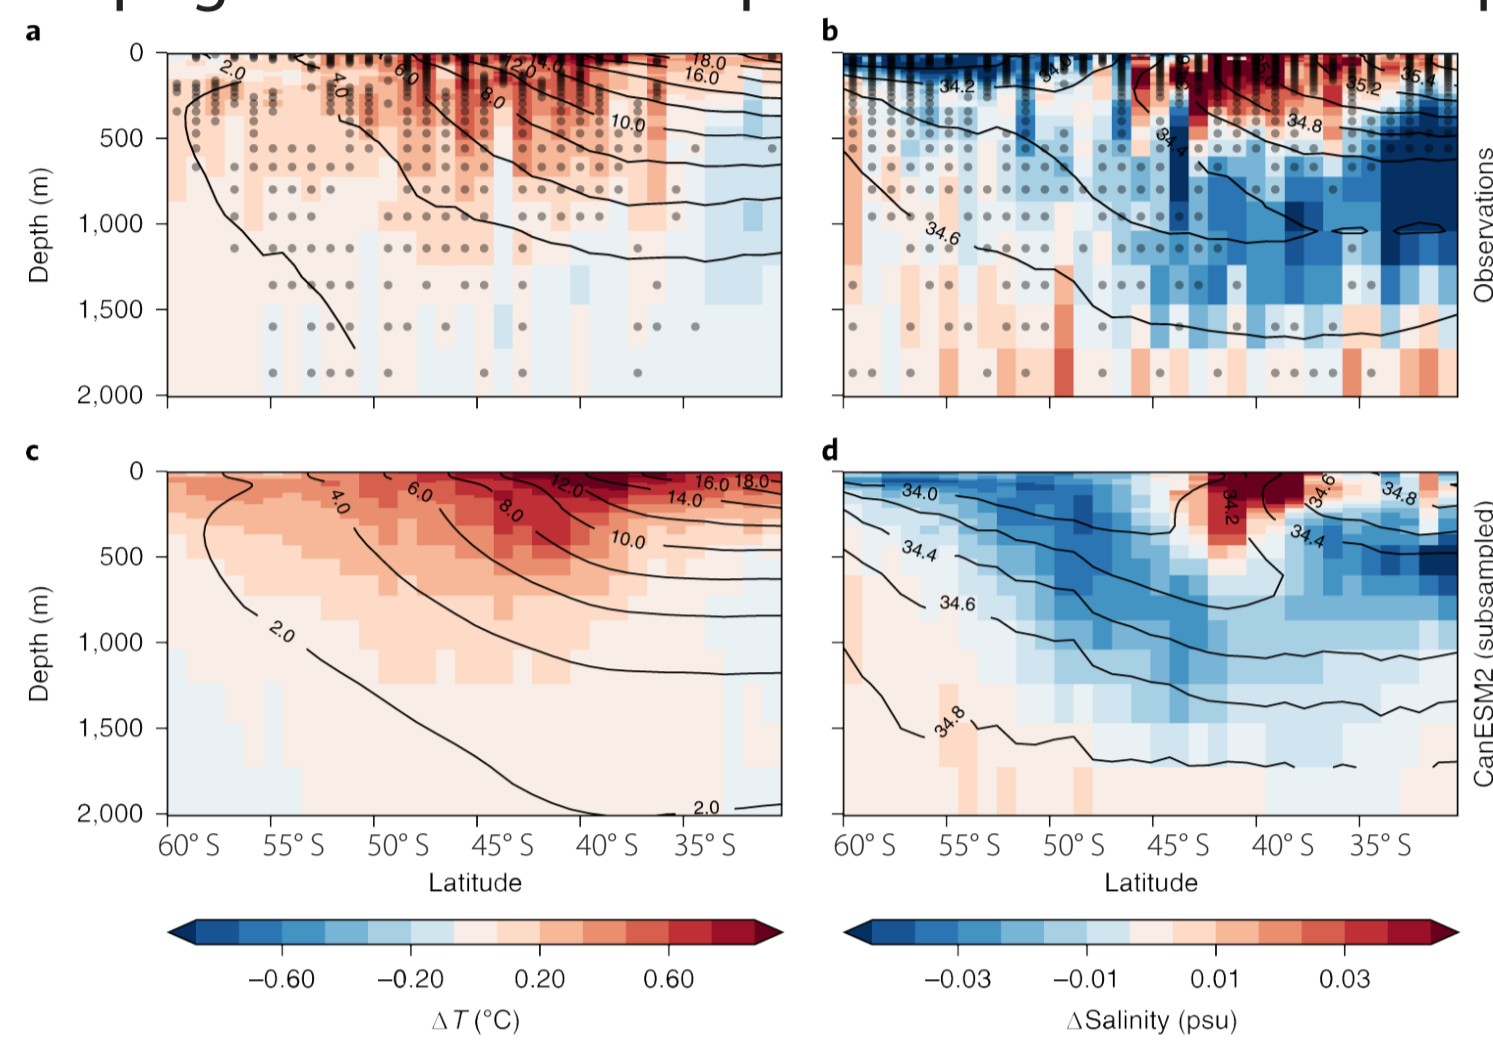 a
b
0
500
1,000
1,500
2,000
Depth (m)
2.0
4.0
6.0
8.0
12.0
14.0
18.0
16.0
10.0
34.2
34.4
34.6
34.8
35.2
35.4
Observations
c
d
0
500
1,000
1,500
2,000
Depth (m)
2.0
4.0
6.0
8.0
12.0
10.0
14.0
16.0 18.0
2.0
34.0
34.4
34.6
34.8
34.2
34.6
34.4
34.8
CanESM2 (subsampled)
60° S 55° S 50° S 45° S 40° S 35° S
60° S 55° S 50° S 45° S 40° S 35° S
Latitude
Latitude
–0.60 –0.20 0.20 0.60
–0.03 –0.01 0.01 0.03
ΔT (°C)
ΔSalinity (psu)